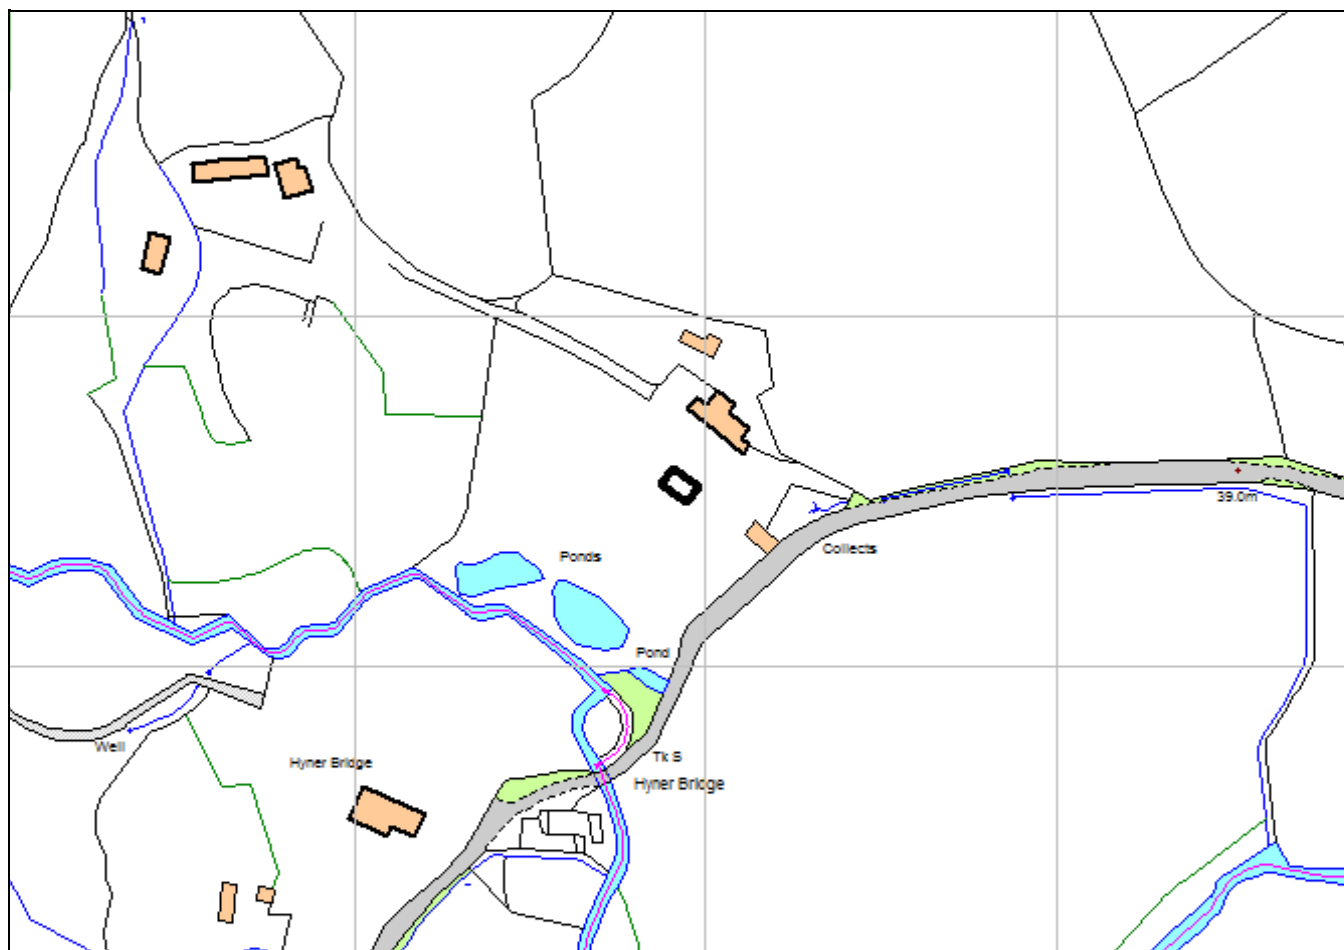 39.0m
Collects
Ponds
Pond
Well
Hyner Bridge
Tk S
Hyner Bridge